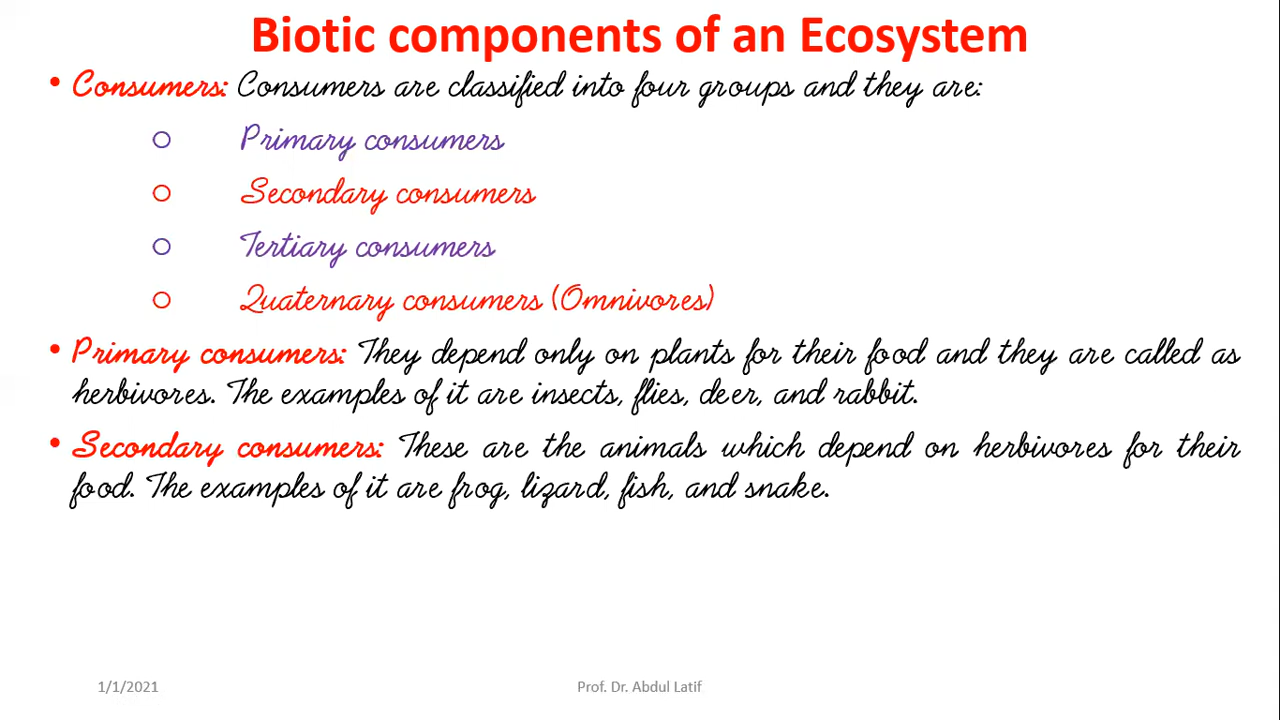 Biotic components of an Ecosystem
• Consumers: Consumers are classified into four groups and they are:
o Primary consumers
o Secondary consumers
o Tertiary consumers
o Quaternary consumers (Omnivores)
• Primary consumers: They depend only on plants for their food and they are called as
herbivores. The examples of it are insects, flies, deer, and rabbit.
• Secondary consumers: These are the animals which depend on herbivores for their
food. The examples of it are frog, lizard, fish, and snake.
1/1/2021 Prof. Dr. Abdul Latif